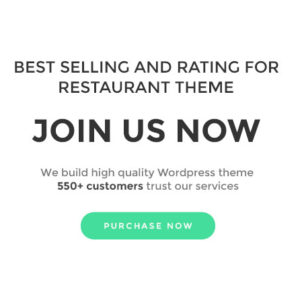 BEST SELLING AND RATING FOR
RESTAURANT THEME
JOIN US NOW
We build high quality Wordpress theme
550+ customers trust our services
PURCHASE NOW